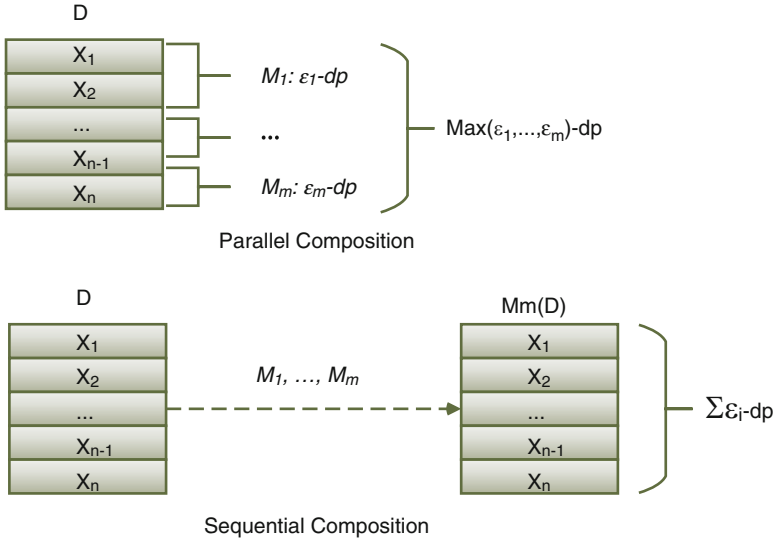 D
X1
X2
...
Xn-1
Xn
M1: ε1-dp
...
Mm: εm-dp
Max(ε1,...,εm)-dp
Parallel Composition
D
X1
X2
...
Xn-1
Xn
M1, ..., Mm
Mm(D)
X1
X2
...
Xn-1
Xn
Σεi-dp
Sequential Composition